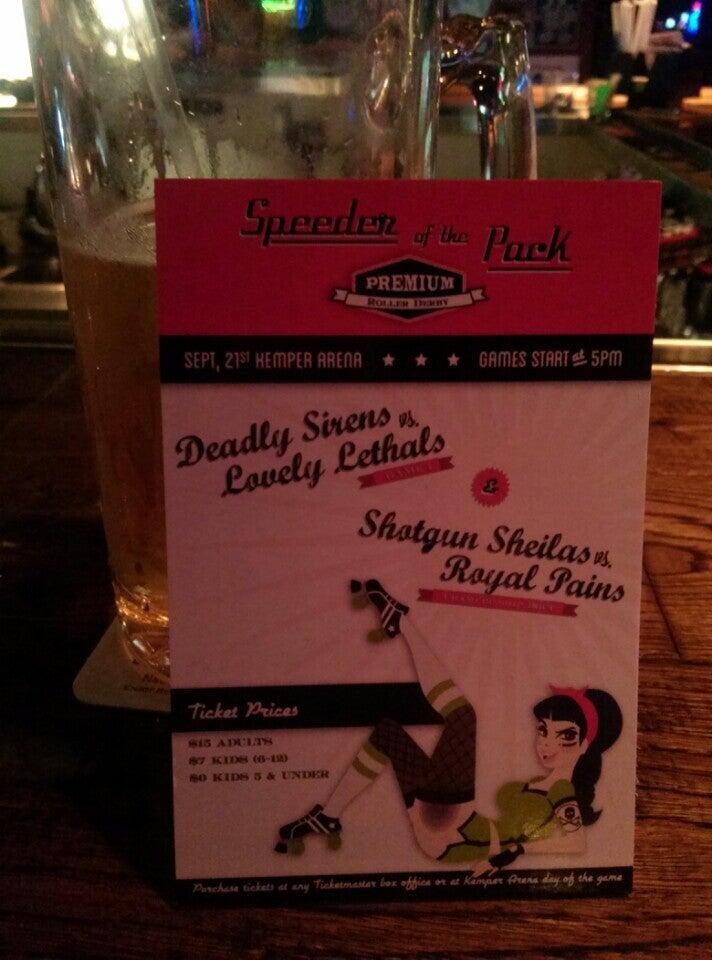 Speeder of the Pack
PREMIUM
ROLLER DERBY
SEPT, 21ST KEMPER ARENA ★ ★ ★ GAMES START at 5PM
Deadly Sirens vs.
Lovely Lethals
&
Shotgun Sheilas vs.
Royal Pains
Ticket Prices
$15 ADULTS
$7 KIDS (6-12)
$0 KIDS 5 & UNDER
Purchase tickets at any Ticketmaster box office or at Kemper Arena day of the game